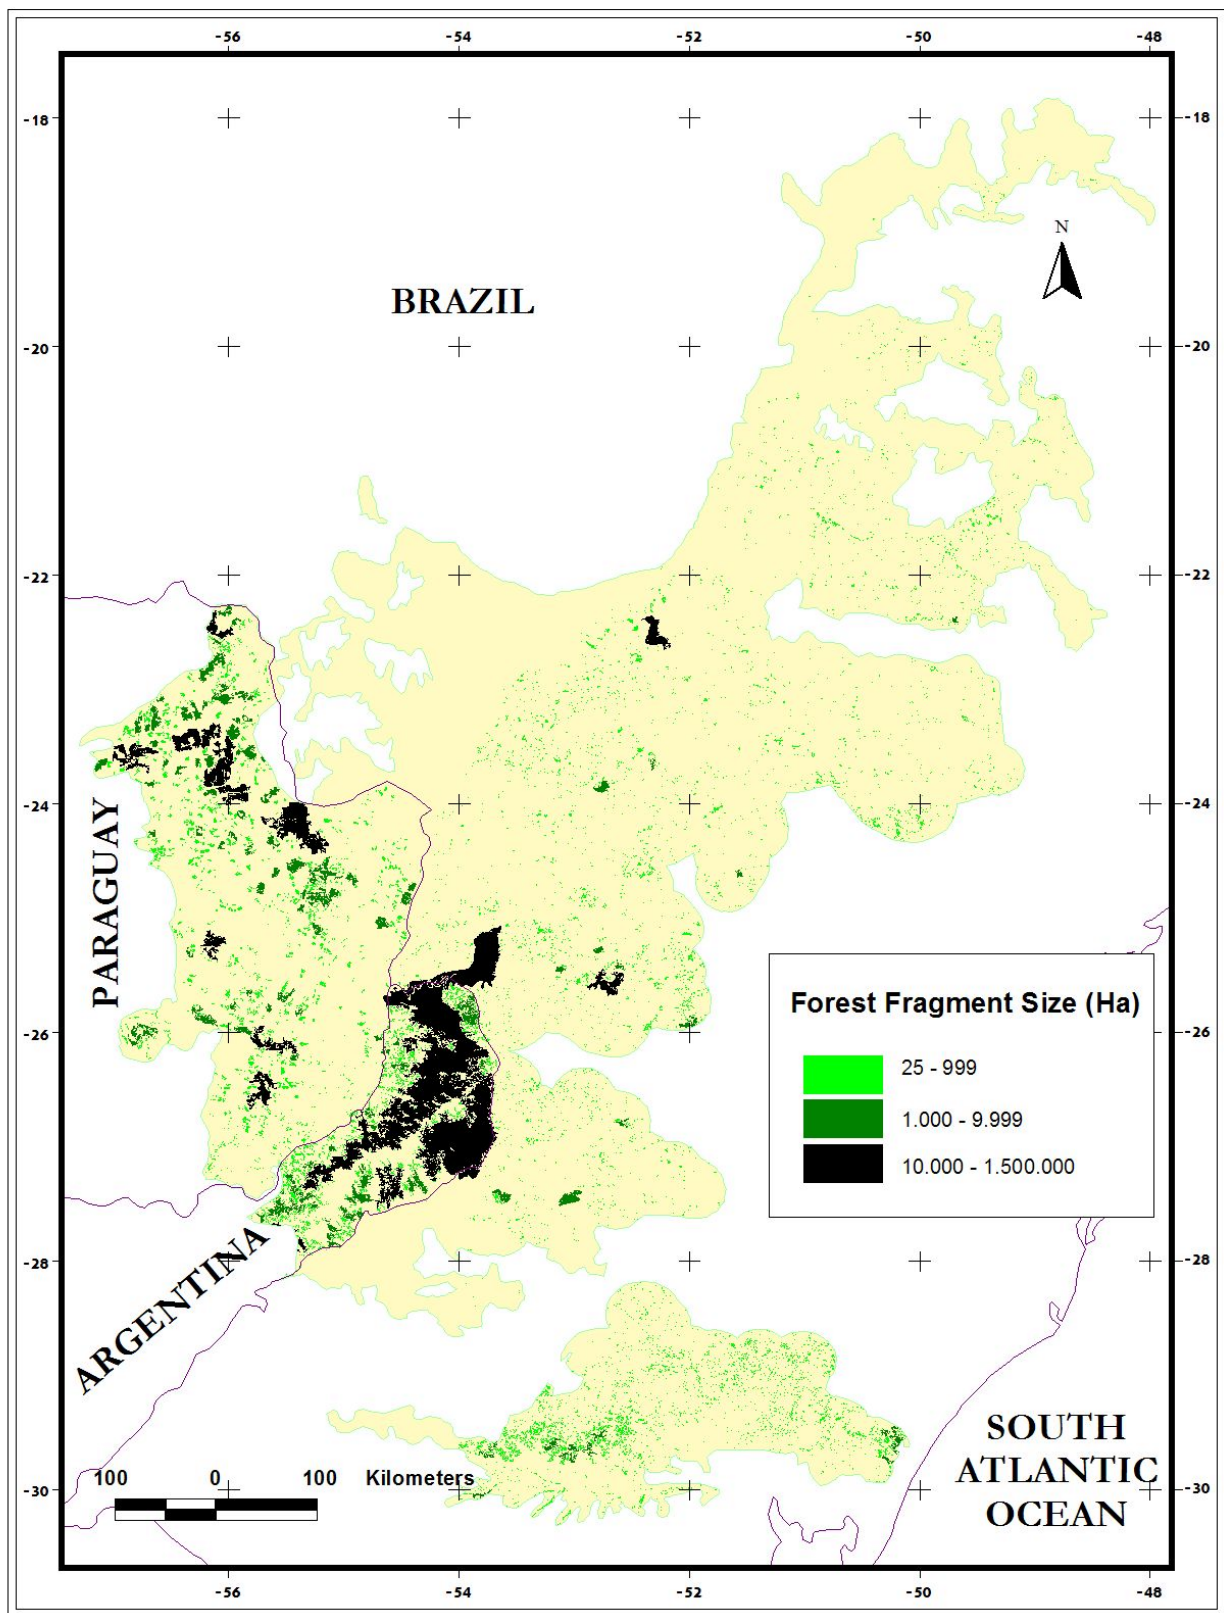 -56 -54 -52 -50 -48
-18 -18
N
BRAZIL
-20 -20
-22 -22
-24 -24
PARAGUAY
Forest Fragment Size (Ha)
-26 -26
25 - 999
1.000 - 9.999
10.000 - 1.500.000
ARGENTINA
-28 -28
SOUTH
ATLANTIC
OCEAN
100 0 100 Kilometers
-30 -30
-56 -54 -52 -50 -48